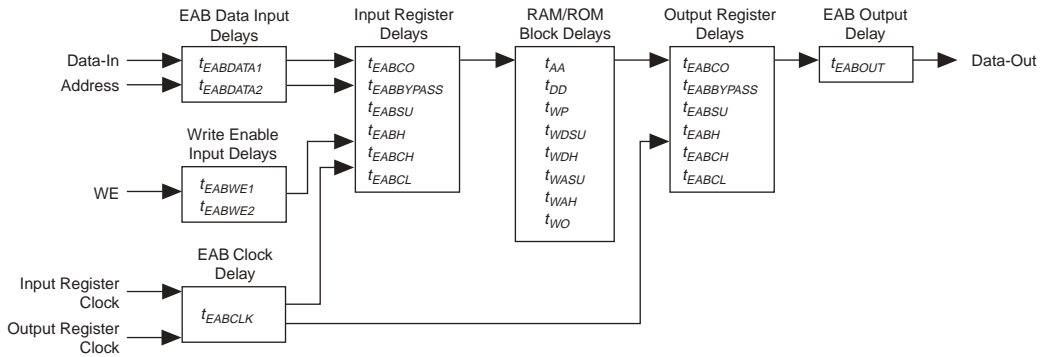 EAB Data Input
Delays
Data-In
Address
tEABDATA1
tEABDATA2
Write Enable
Input Delays
WE
tEABWE1
tEABWE2
EAB Clock
Delay
Input Register
Clock
Output Register
Clock
tEABCLK
Input Register
Delays
tEABCO
tEABBYPASS
tEABSU
tEABH
tEABCH
tEABCL
RAM/ROM
Block Delays
tAA
tDD
tWP
tWDSU
tWDH
tWASU
tWAH
tWO
Output Register
Delays
tEABCO
tEABBYPASS
tEABSU
tEABH
tEABCH
tEABCL
EAB Output
Delay
tEABOUT
Data-Out